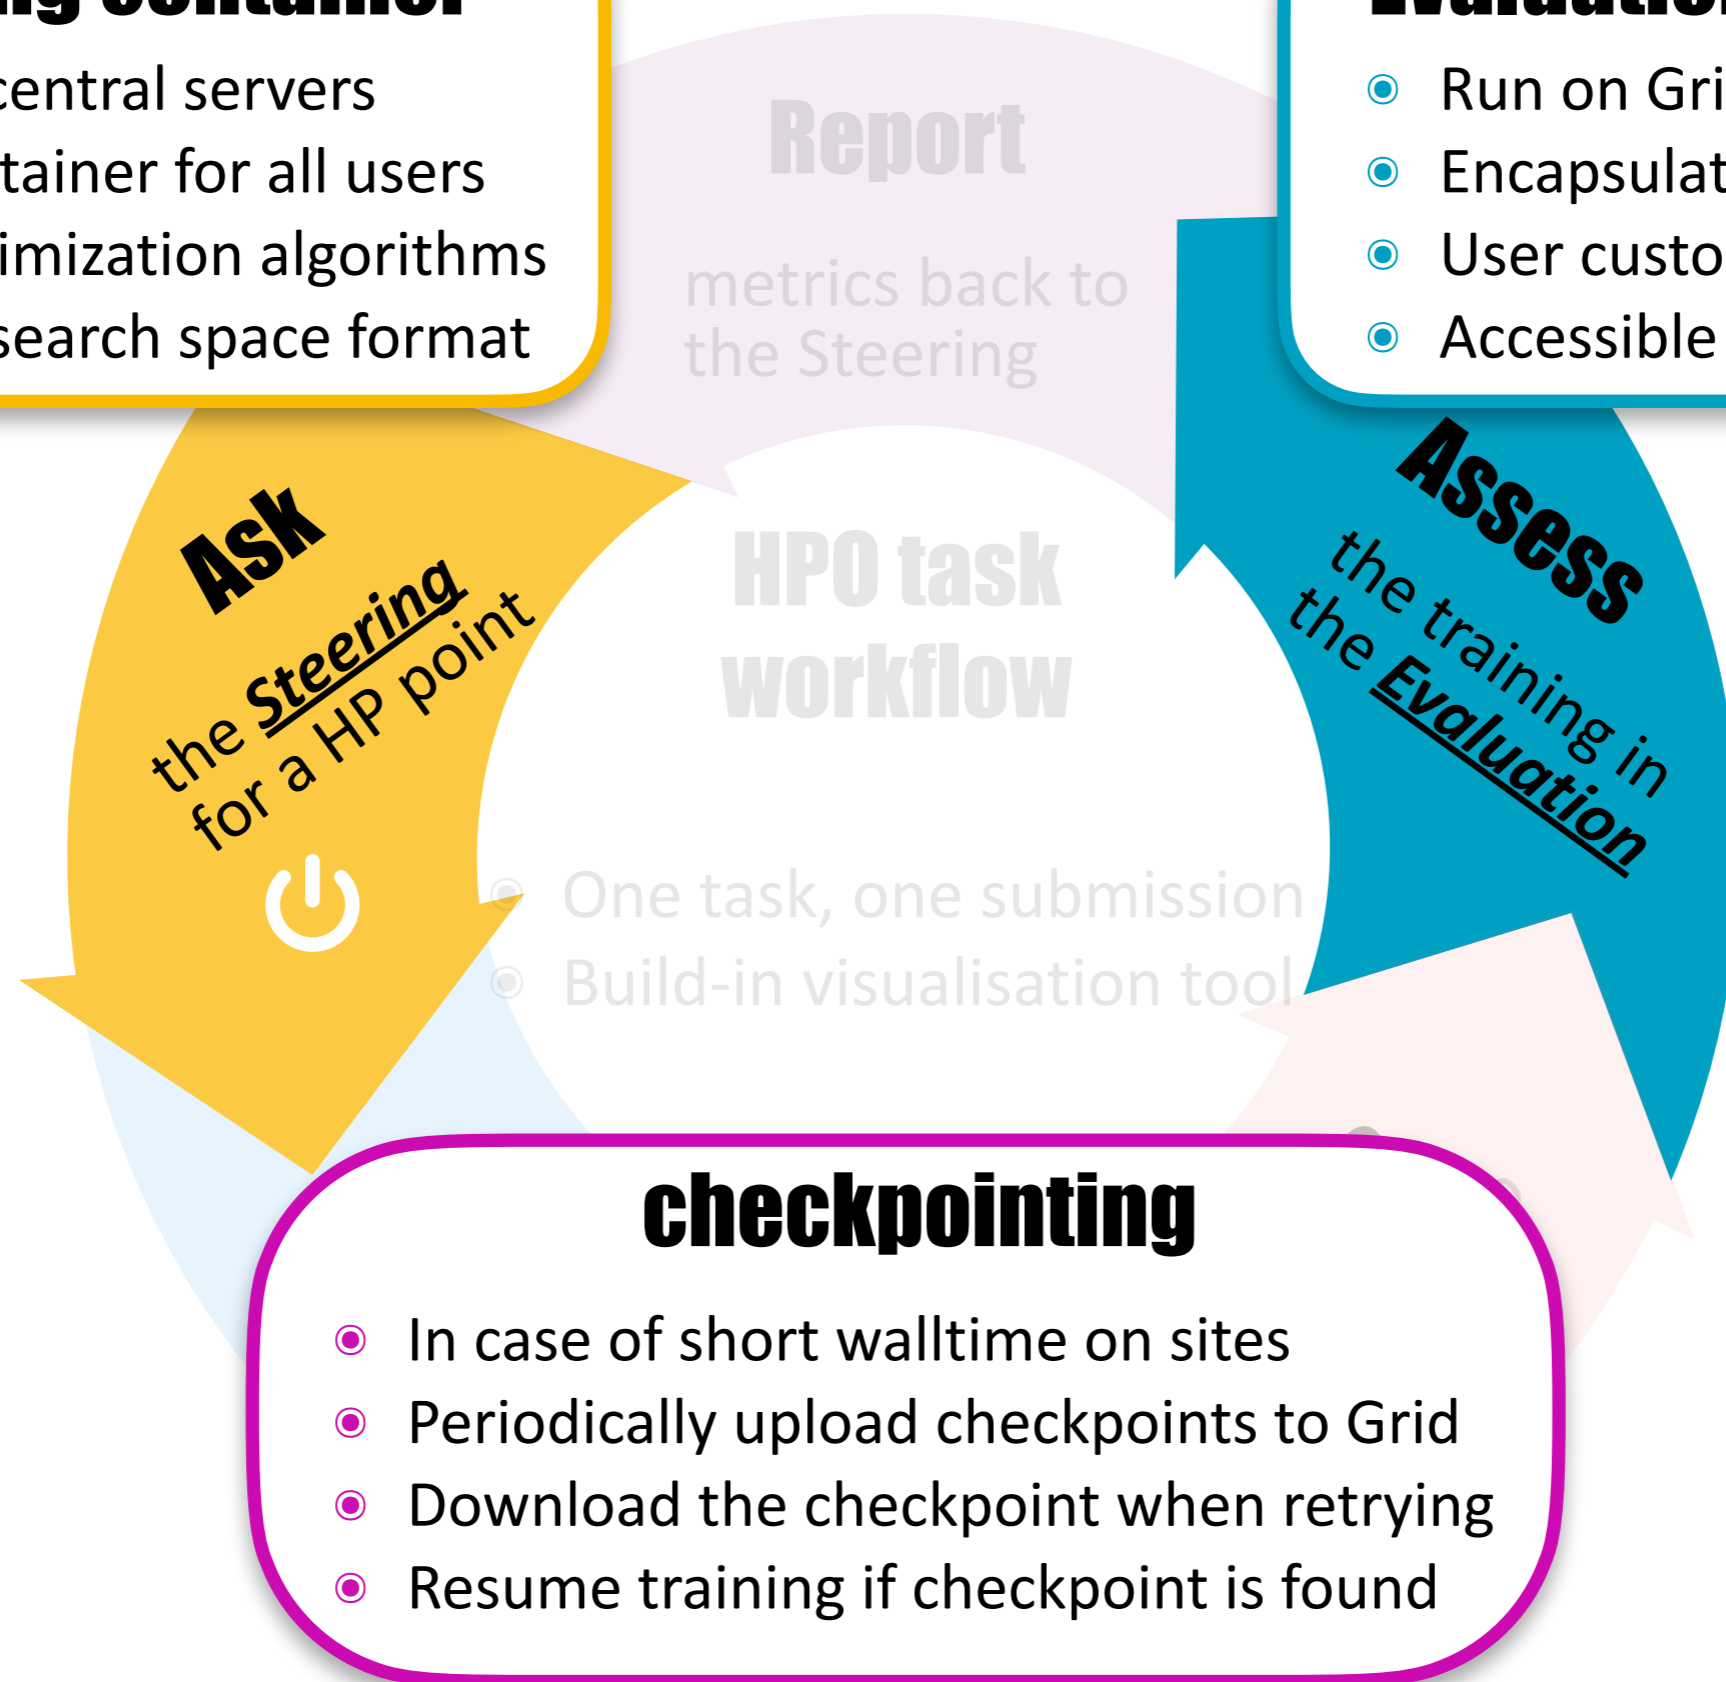 central servers
tainer for all users
imization algorithms
search space format
Run on Gri
Encapsulat
User custo
Accessible
Report
metrics back to
the Steering
Ask
the Steering
for a HP point
Assess
the training in
the Evaluation
HPO task
workflow
One task, one submission
Build-in visualisation tool
checkpointing
In case of short walltime on sites
Periodically upload checkpoints to Grid
Download the checkpoint when retrying
Resume training if checkpoint is found